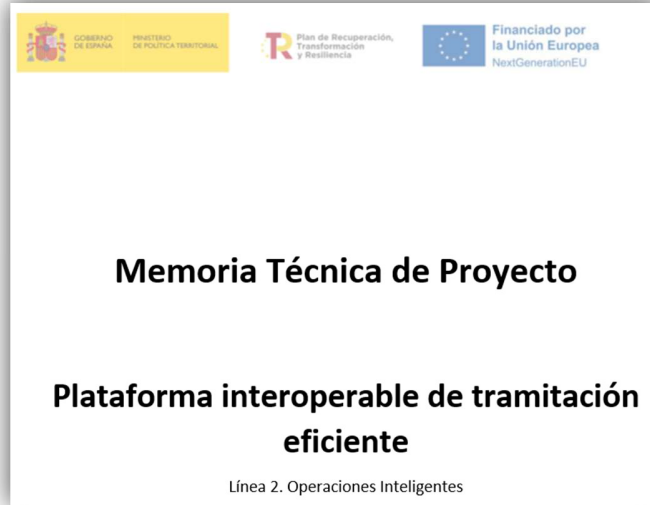 GOBIERNO
DE ESPAÑA
MINISTERIO
DE POLÍTICA TERRITORIAL
Plan de Recuperación,
Transformación
y Resiliencia
Financiado por
la Unión Europea
NextGenerationEU
Memoria Técnica de Proyecto
Plataforma interoperable de tramitación
eficiente
Línea 2. Operaciones Inteligentes